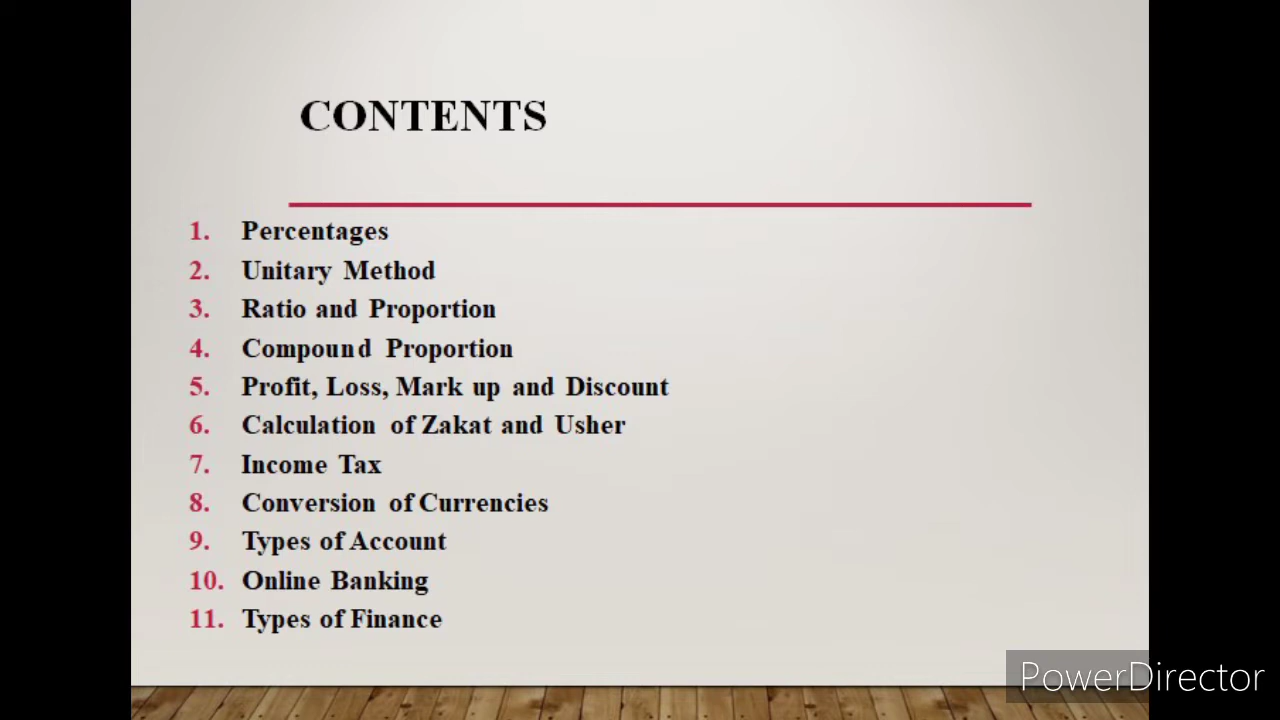 CONTENTS
1. Percentages
2. Unitary Method
3. Ratio and Proportion
4. Compound Proportion
5. Profit, Loss, Mark up and Discount
6. Calculation of Zakat and Usher
7. Income Tax
8. Conversion of Currencies
9. Types of Account
10. Online Banking
11. Types of Finance
PowerDirector